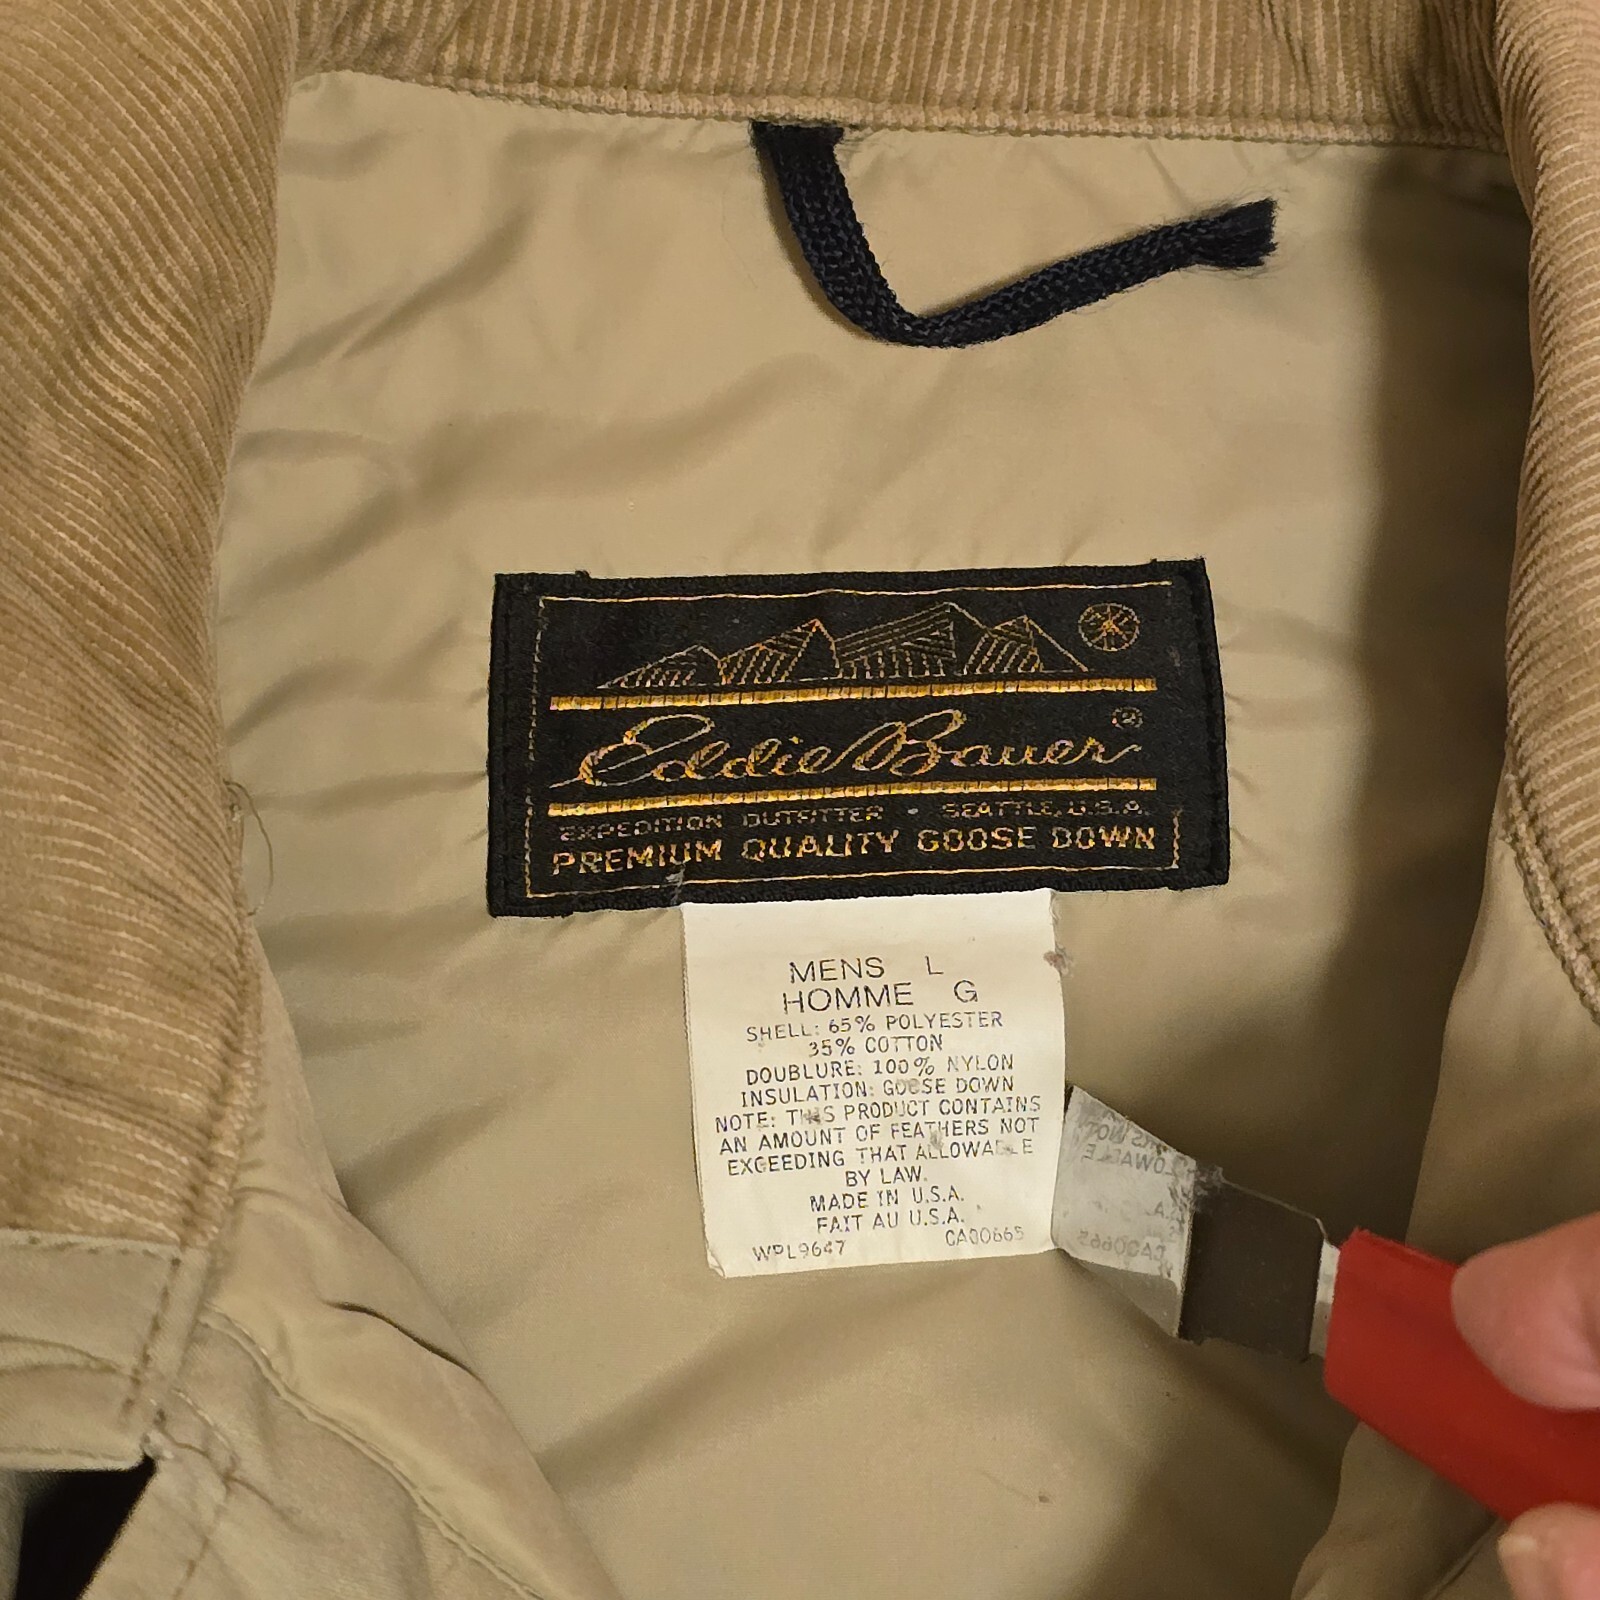 Eddie Bauer®
EXPEDITION OUTFITTER • SEATTLE, U.S.A.
PREMIUM QUALITY GOOSE DOWN
MENS L
HOMME G
SHELL: 65% POLYESTER
35% COTTON
DOUBLURE: 100% NYLON
INSULATION: GOOSE DOWN
NOTE: THIS PRODUCT CONTAINS
AN AMOUNT OF FEATHERS NOT
EXCEEDING THAT ALLOWABLE
BY LAW.
MADE IN U.S.A.
FAIT AU U.S.A.
WPL9647 CA00665